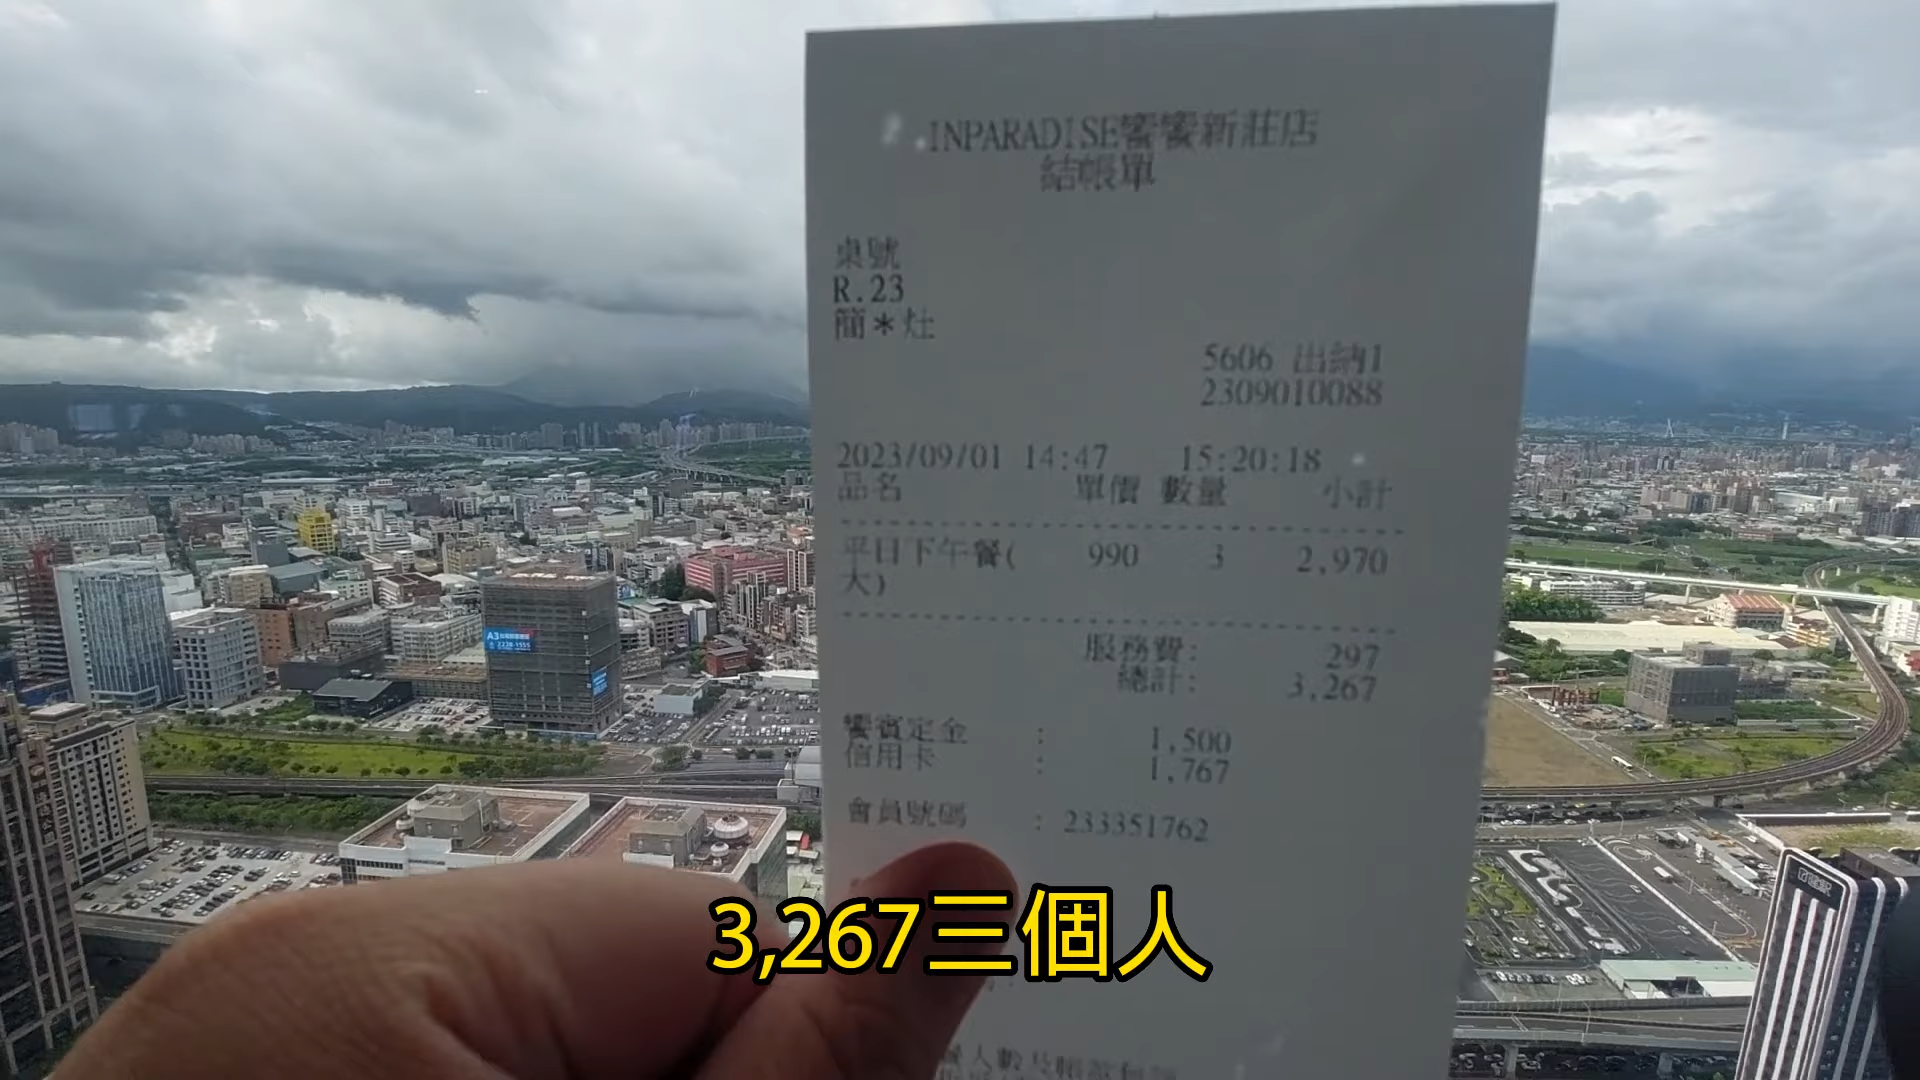 INPARADISE饗饗新莊店
結帳單
桌號
R.23
簡*灶
5606 出納1
2309010088
2023/09/01 14:47 15:20:18
品名 單價 數量 小計
平日下午餐( 990 3 2,970
大)
服務費: 297
總計: 3,267
饗賓定金 : 1,500
信用卡 : 1,767
會員號碼 : 233351762
3,267三個人
A3
2228-1555